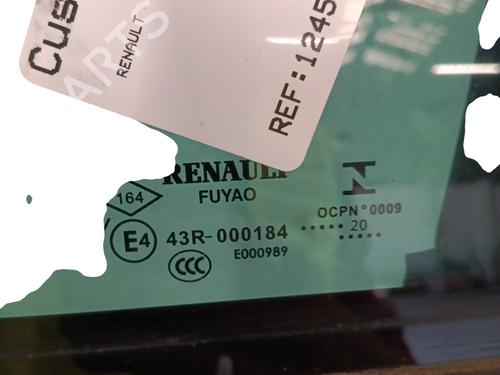 Cus
RENAULT
REF:1245
ARTS
RENAULT
FUYAO
164
OCPN°0009
E4
43R-000184
..... 20 .....
E000989
CCC